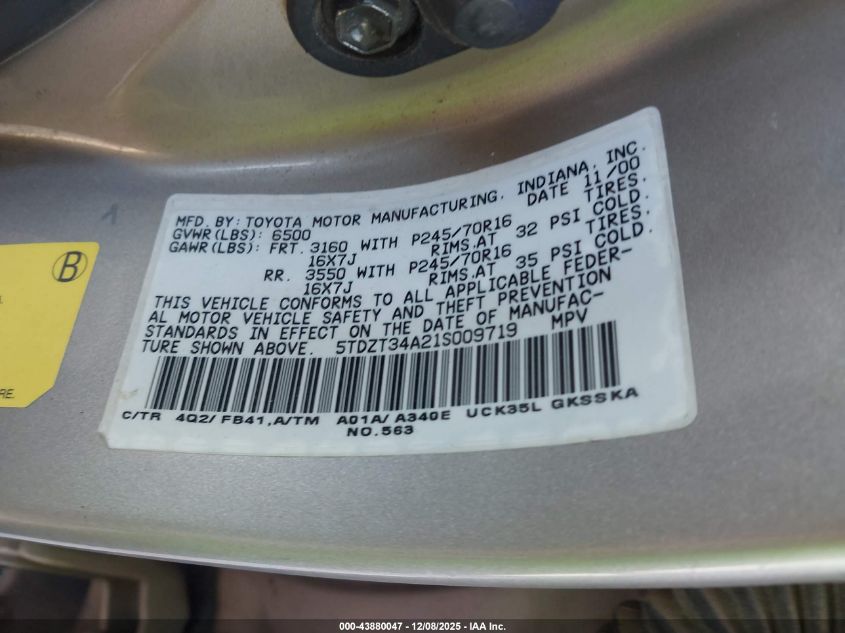 MFD. BY: TOYOTA MOTOR MANUFACTURING, INDIANA, INC.
GVWR(LBS): 6500 DATE 11/00
GAWR(LBS): FRT. 3160 WITH P245/70R16 TIRES,
16X7J RIMS.AT 32 PSI COLD.
RR. 3550 WITH P245/70R16 TIRES,
16X7J RIMS.AT 35 PSI COLD.
THIS VEHICLE CONFORMS TO ALL APPLICABLE FEDER-
AL MOTOR VEHICLE SAFETY AND THEFT PREVENTION
STANDARDS IN EFFECT ON THE DATE OF MANUFAC-
TURE SHOWN ABOVE. 5TDZT34A21S009719 MPV
C/TR 4Q2/ FB41,A/TM A01A/ A340E UCK35L GKSSKA
NO.563
B
RE.
000-43880047 - 12/08/2025 - IAA Inc.